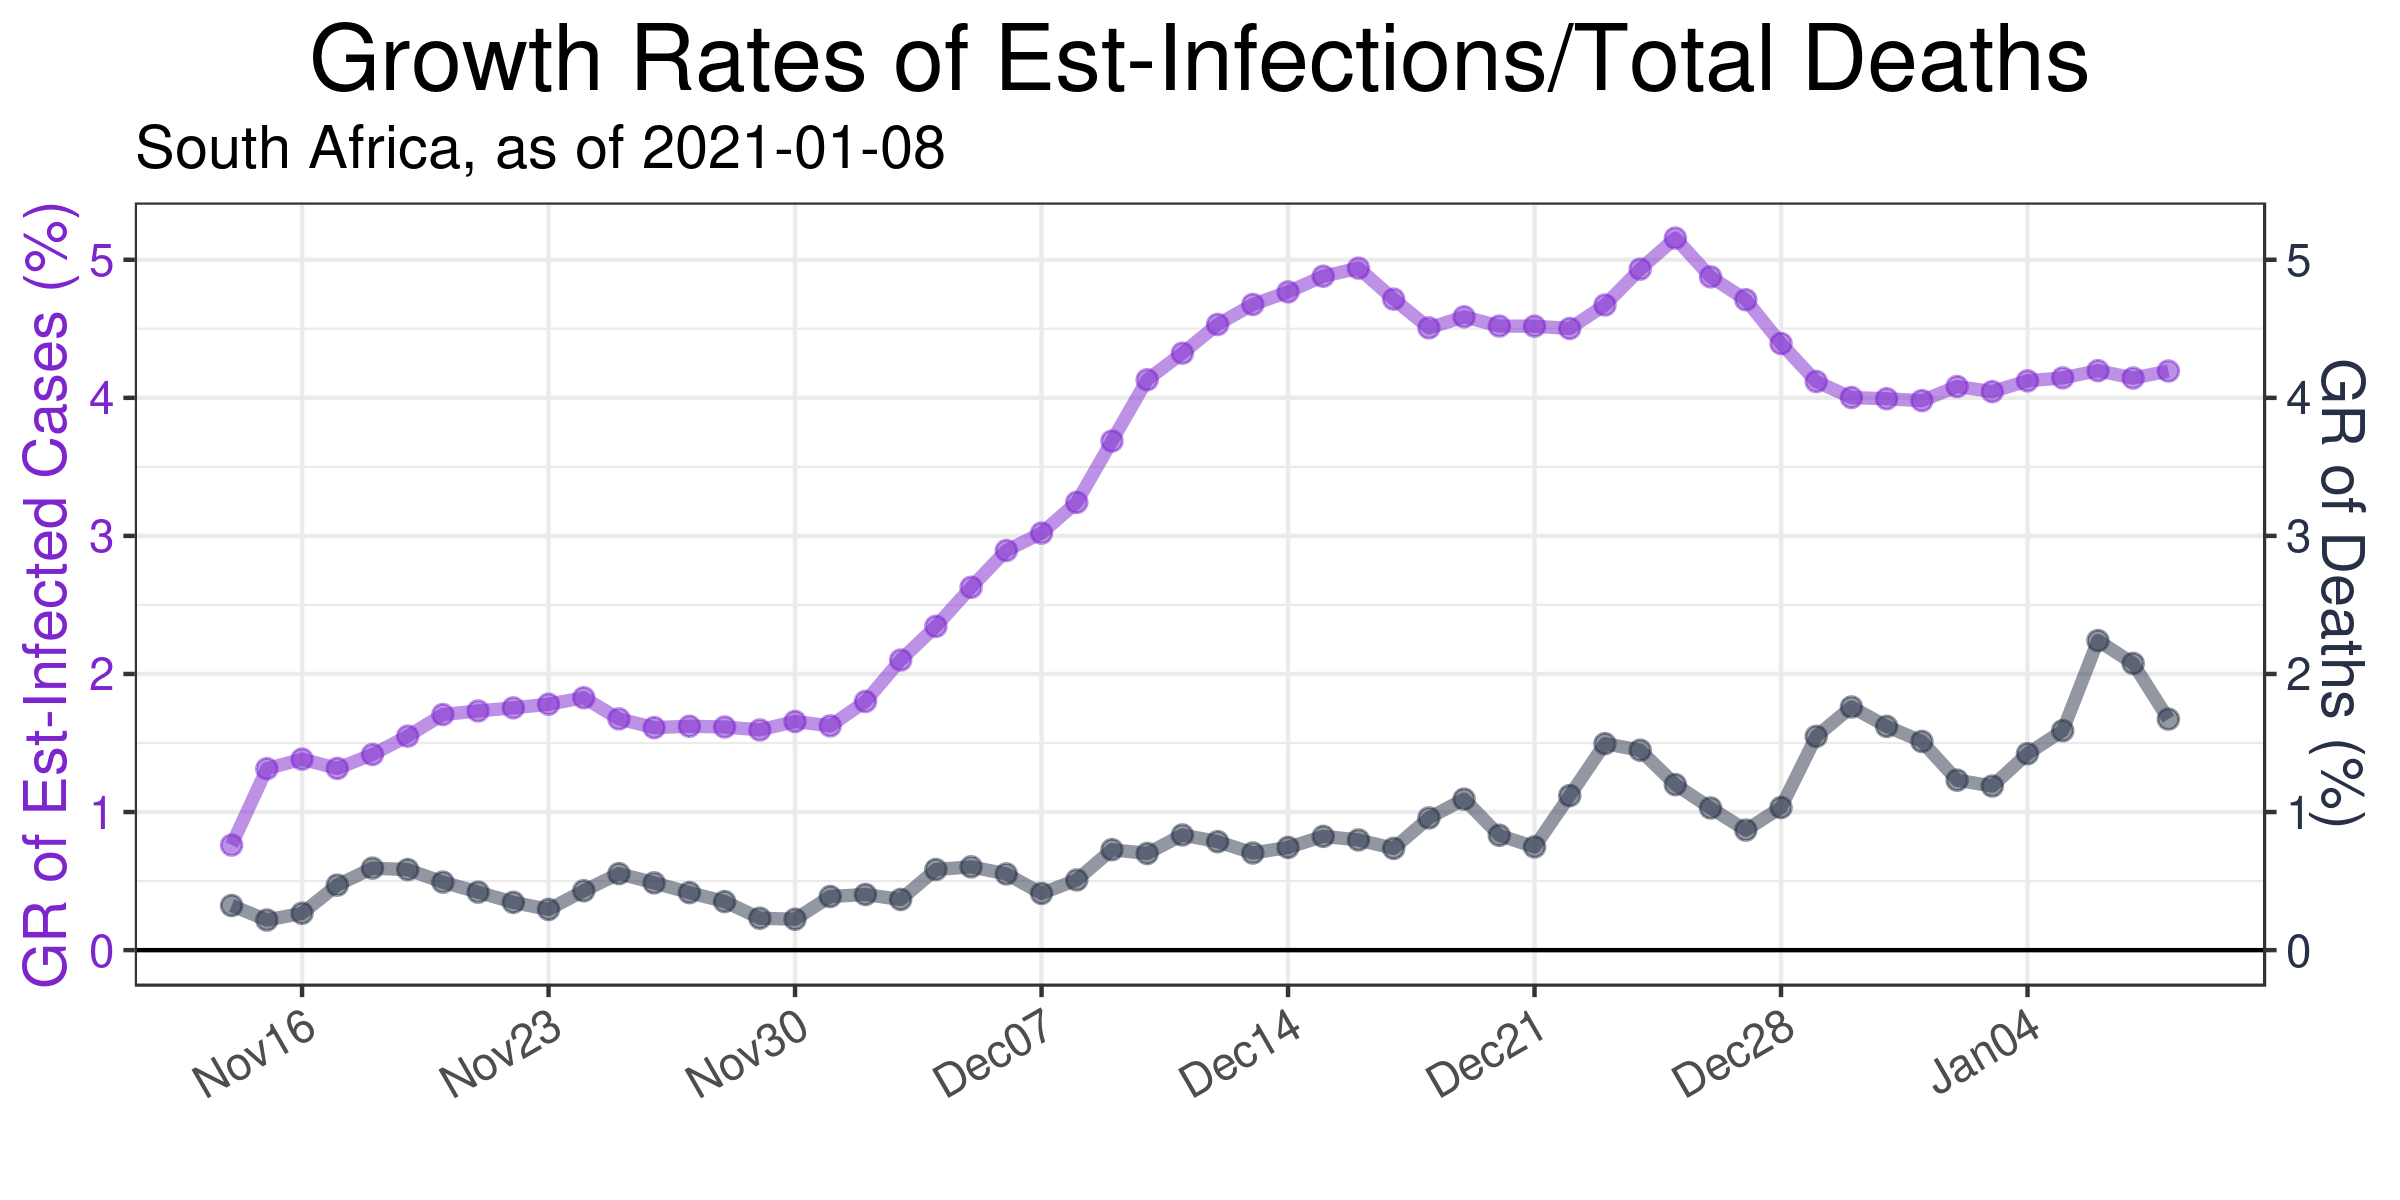 Growth Rates of Est-Infections/Total Deaths
South Africa, as of 2021-01-08
GR of Est-Infected Cases (%)
5
4
3
2
1
0
5
4
3
2
1
0
GR of Deaths (%)
Nov16
Nov23
Nov30
Dec07
Dec14
Dec21
Dec28
Jan04